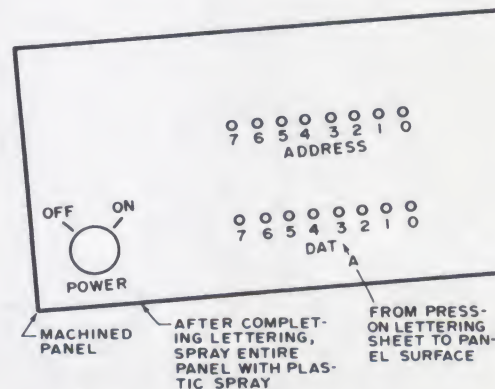 7 6 5 4 3 2 1 0
ADDRESS
OFF ON
7 6 5 4 3 2 1 0
DAT
A
POWER
MACHINED
PANEL
AFTER COMPLET-
ING LETTERING,
SPRAY ENTIRE
PANEL WITH PLAS-
TIC SPRAY
FROM PRESS-
ON LETTERING
SHEET TO PAN-
EL SURFACE